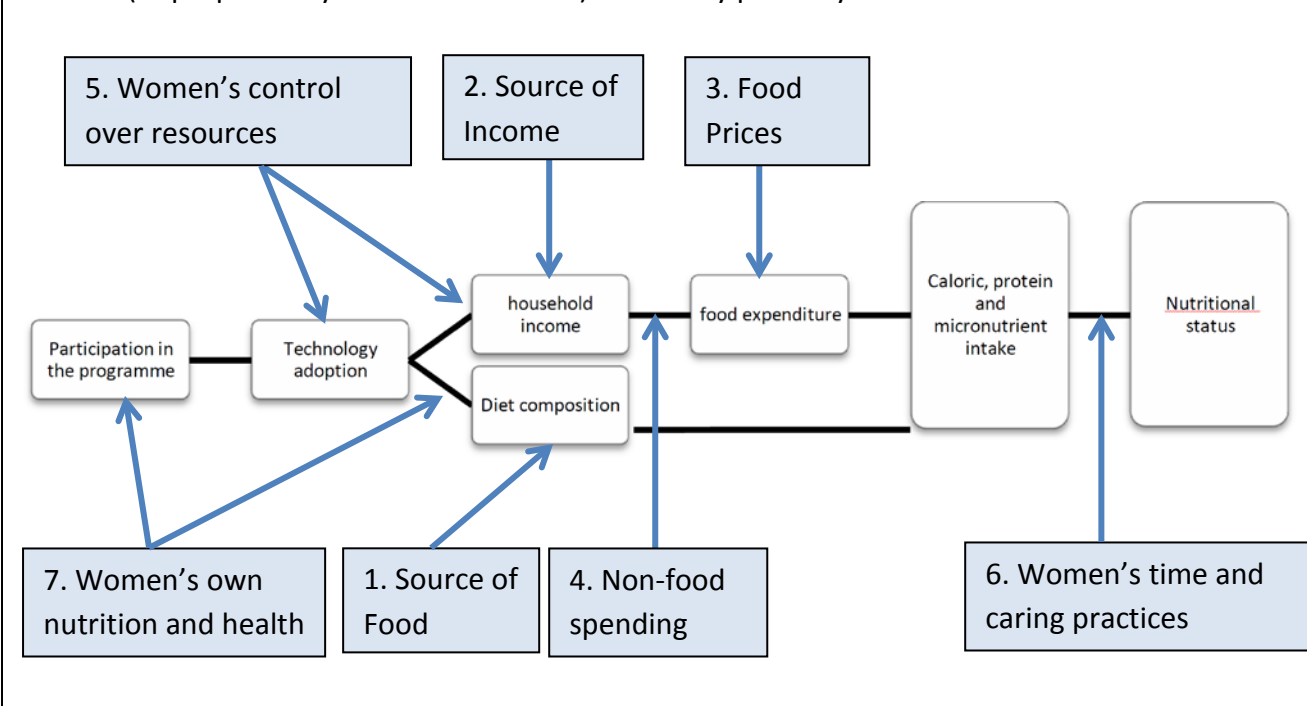 5. Women’s control
over resources
2. Source of
Income
3. Food
Prices
household
income
food expenditure
Caloric, protein
and
micronutrient
intake
Nutritional
status
Participation in
the programme
Technology
adoption
Diet composition
7. Women’s own
nutrition and health
1. Source of
Food
4. Non-food
spending
6. Women’s time and
caring practices